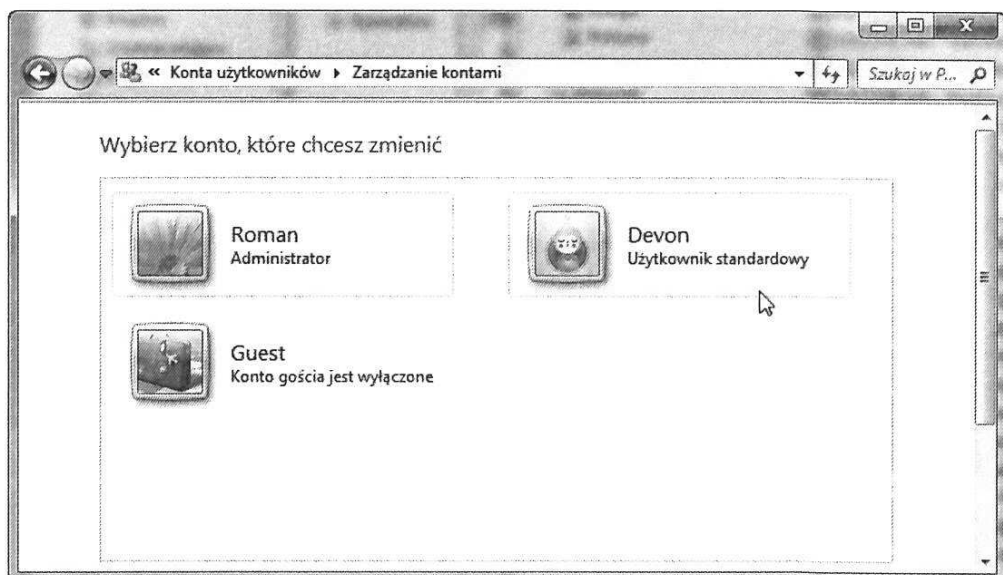 « Konta użytkowników ▸ Zarządzanie kontami
Szukaj w P...
Wybierz konto, które chcesz zmienić
Roman
Administrator
Devon
Użytkownik standardowy
Guest
Konto gościa jest wyłączone